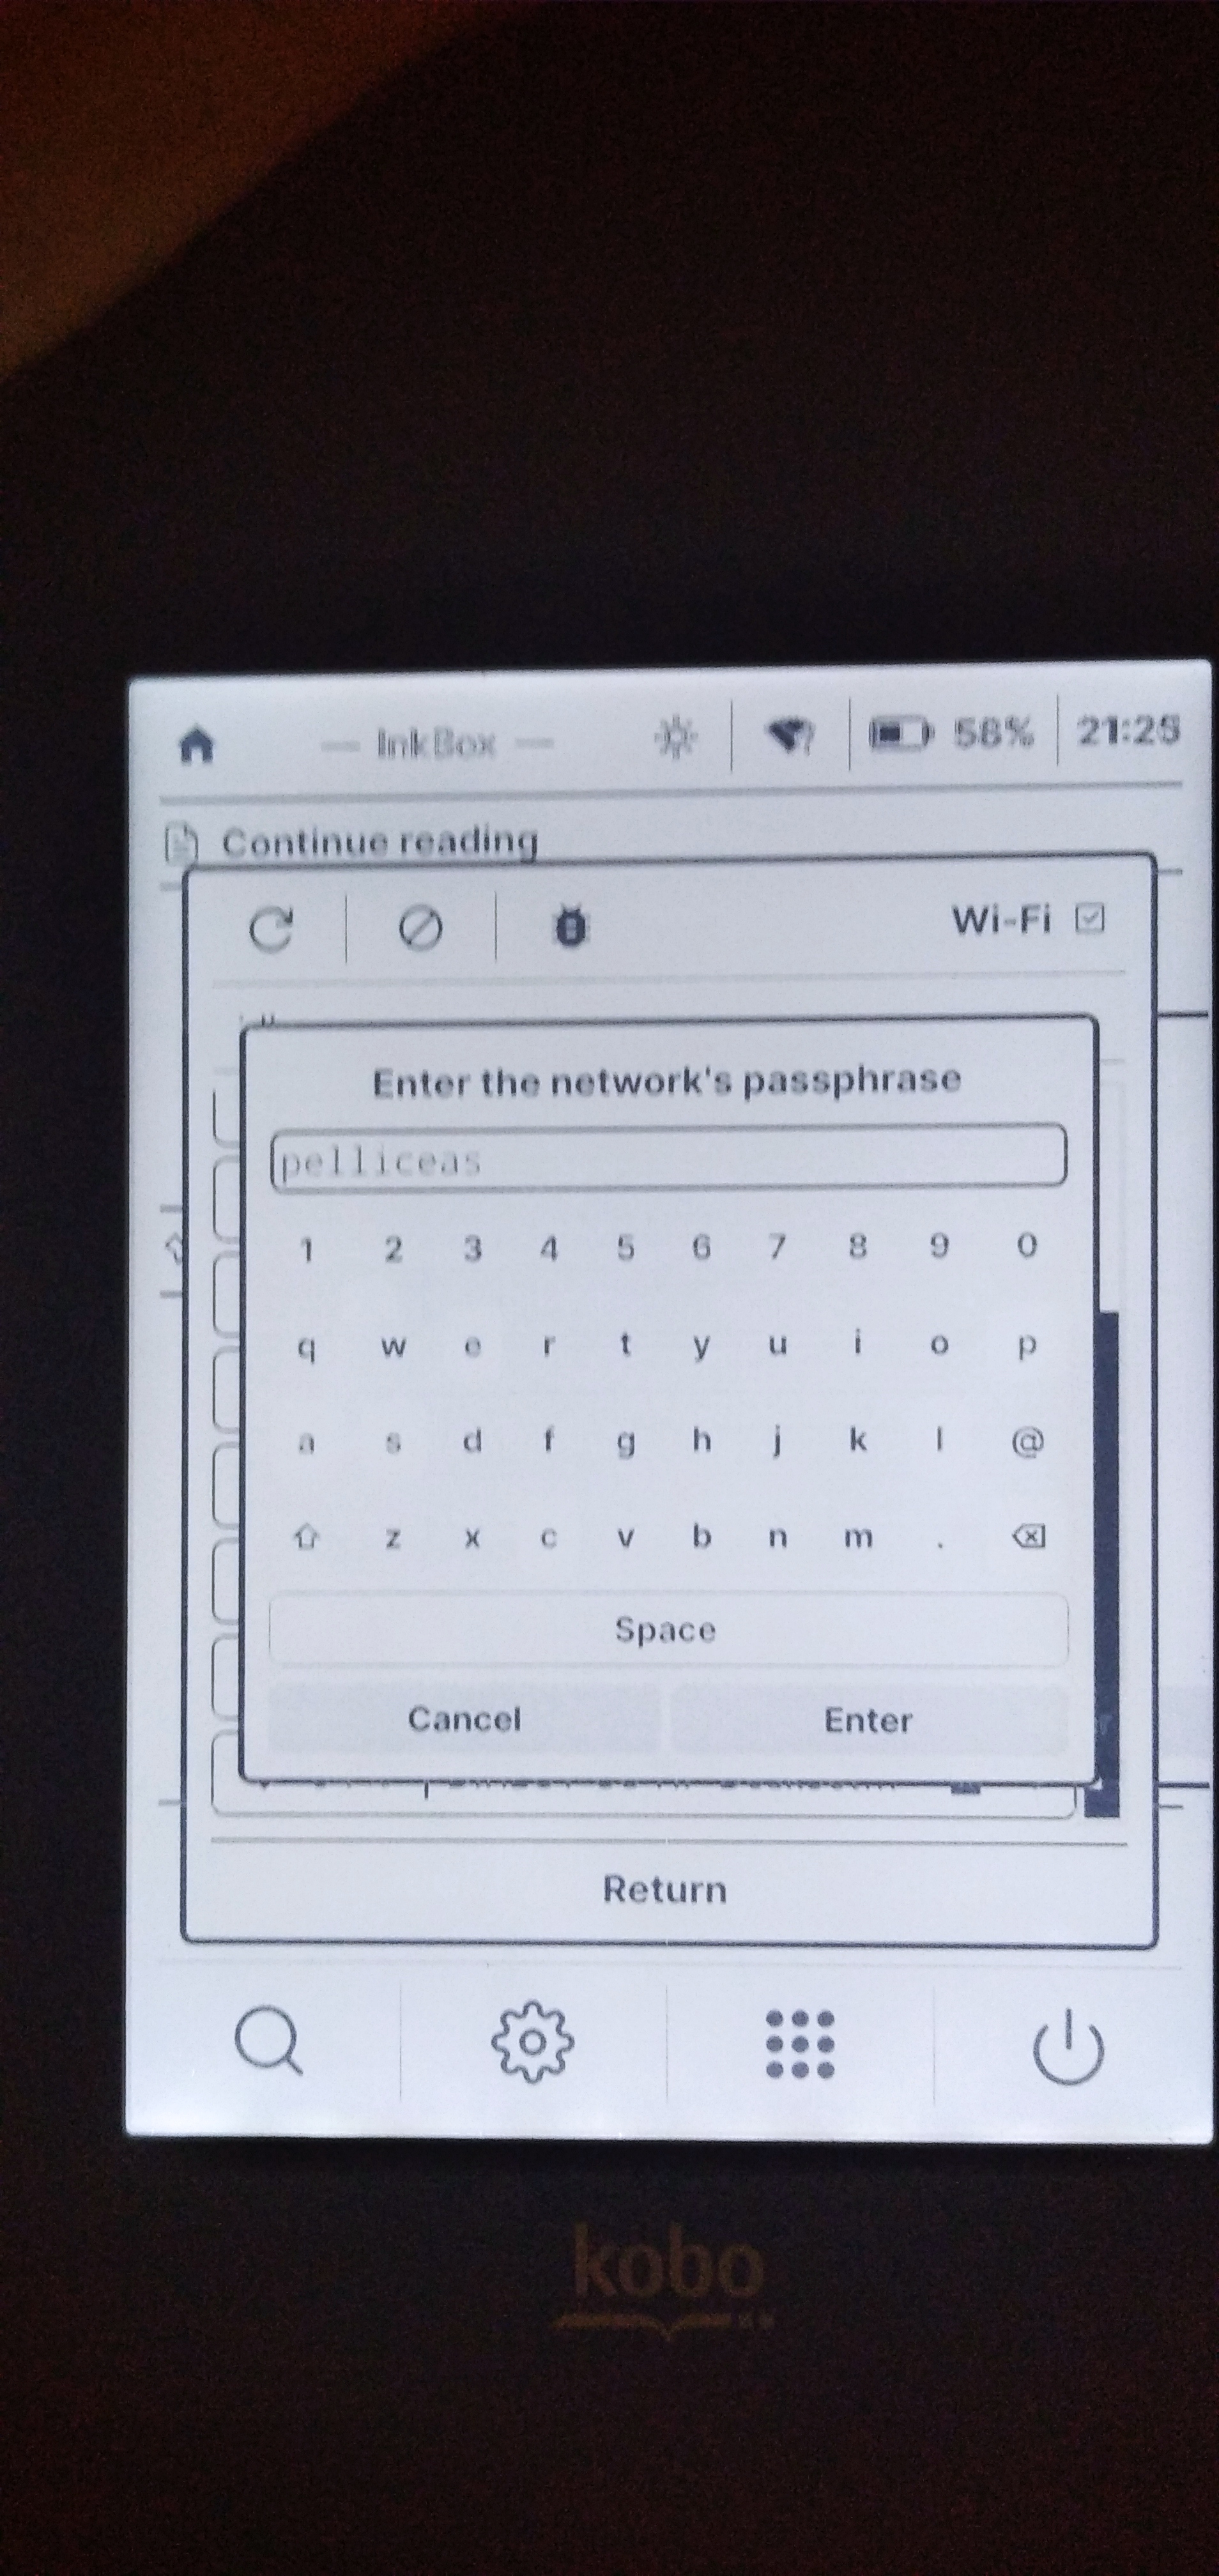 InkBox
58%
21:25
Continue reading
Wi-Fi
Enter the network's passphrase
pelliceas
1 2 3 4 5 6 7 8 9 0
q w e r t y u i o p
a s d f g h j k l @
z x c v b n m .
Space
Cancel Enter
Return
kobo